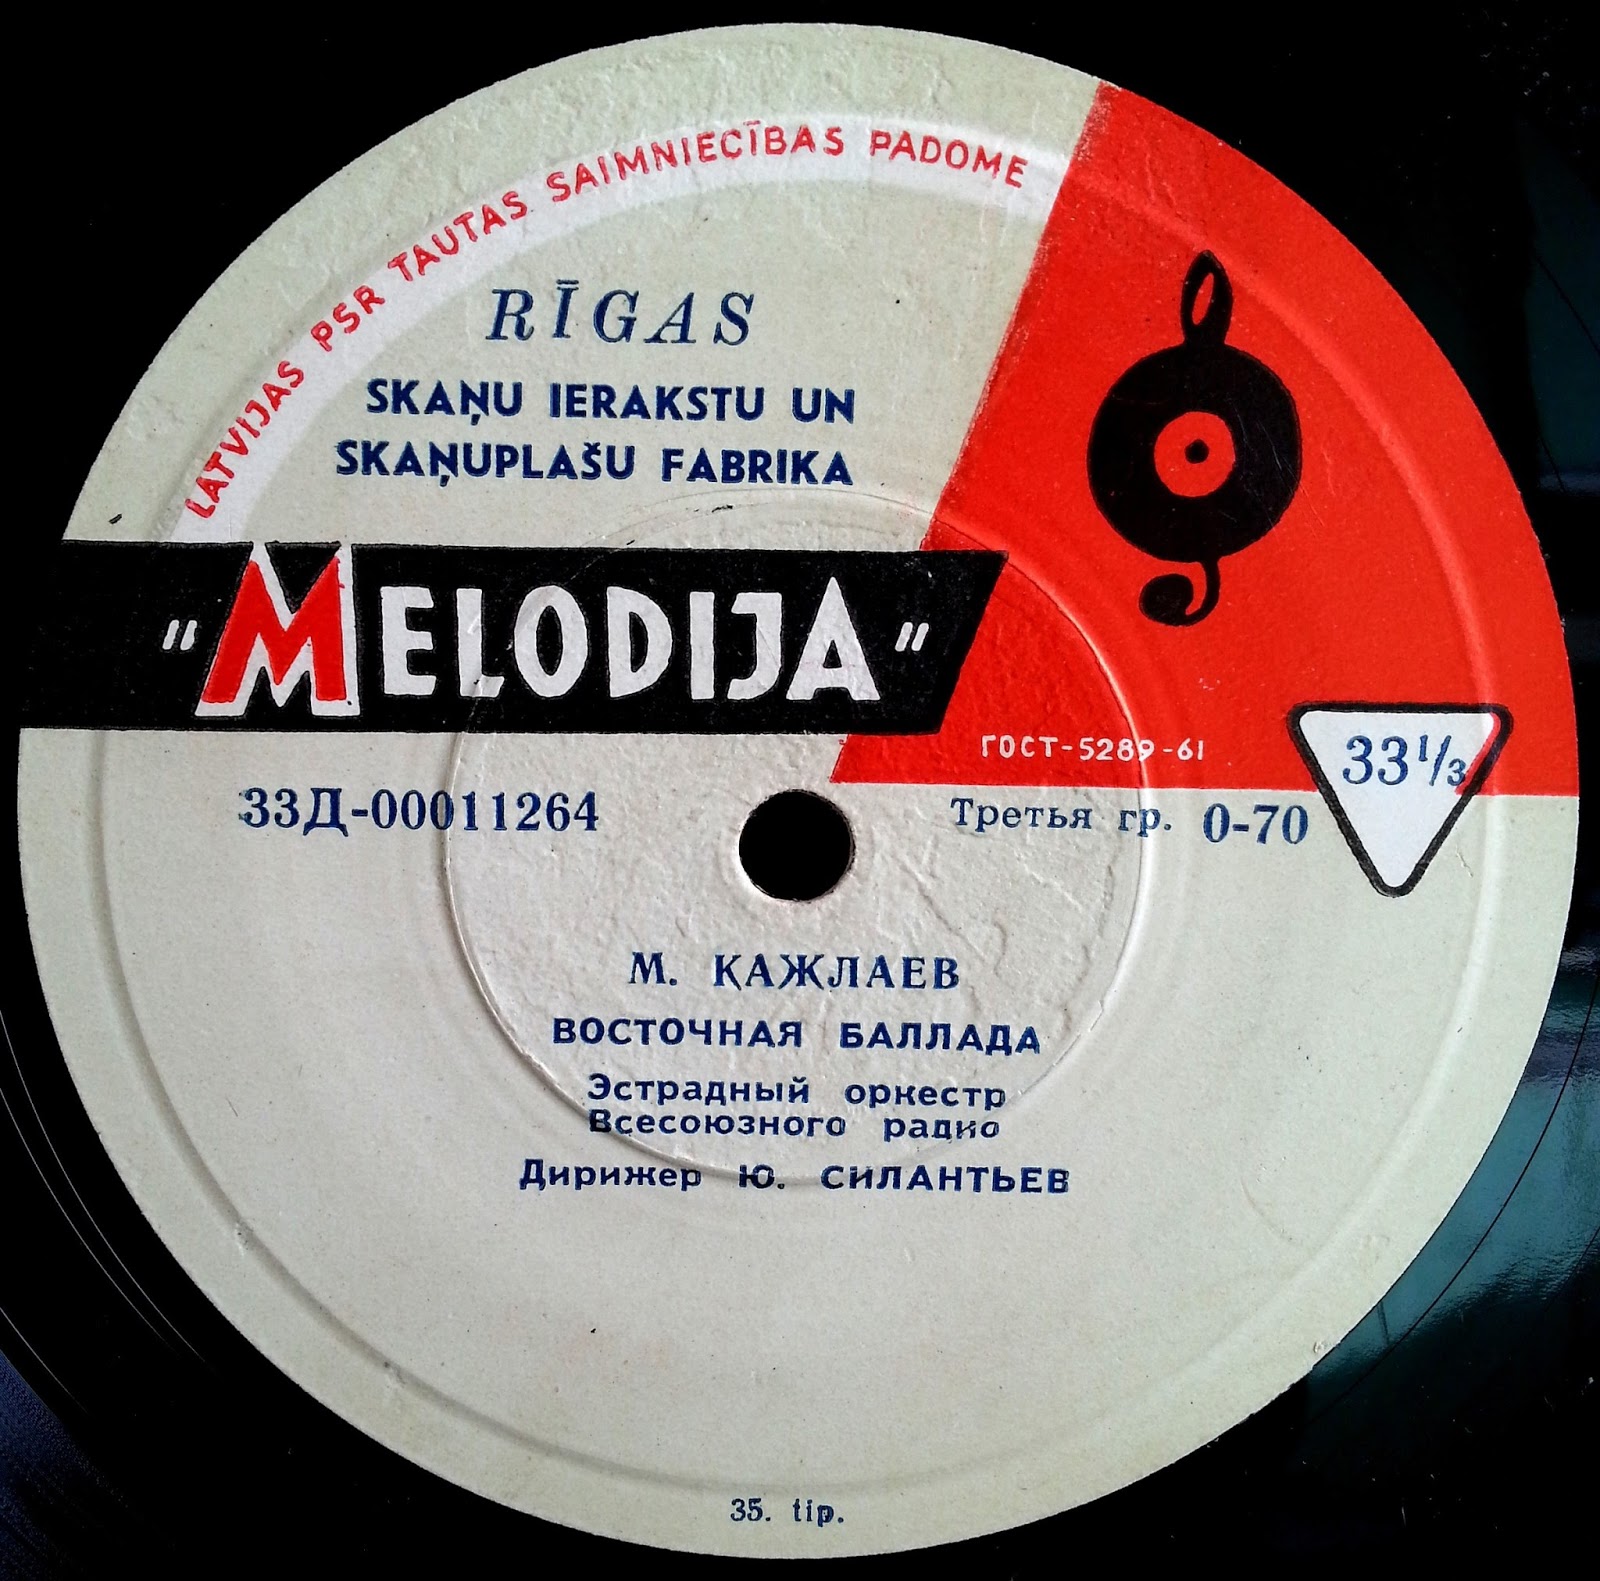 LATVIJAS PSR TAUTAS SAIMNIECĪBAS PADOME
RĪGAS
SKAŅU IERAKSTU UN
SKAŅUPLAŠU FABRIKA
"MELODIJA"
ГОСТ-5289-61
33⅓
33Д-00011264
Третья гр. 0-70
М. КАЖЛАЕВ
ВОСТОЧНАЯ БАЛЛАДА
Эстрадный оркестр
Всесоюзного радио
Дирижер Ю. СИЛАНТЬЕВ
35. tip.